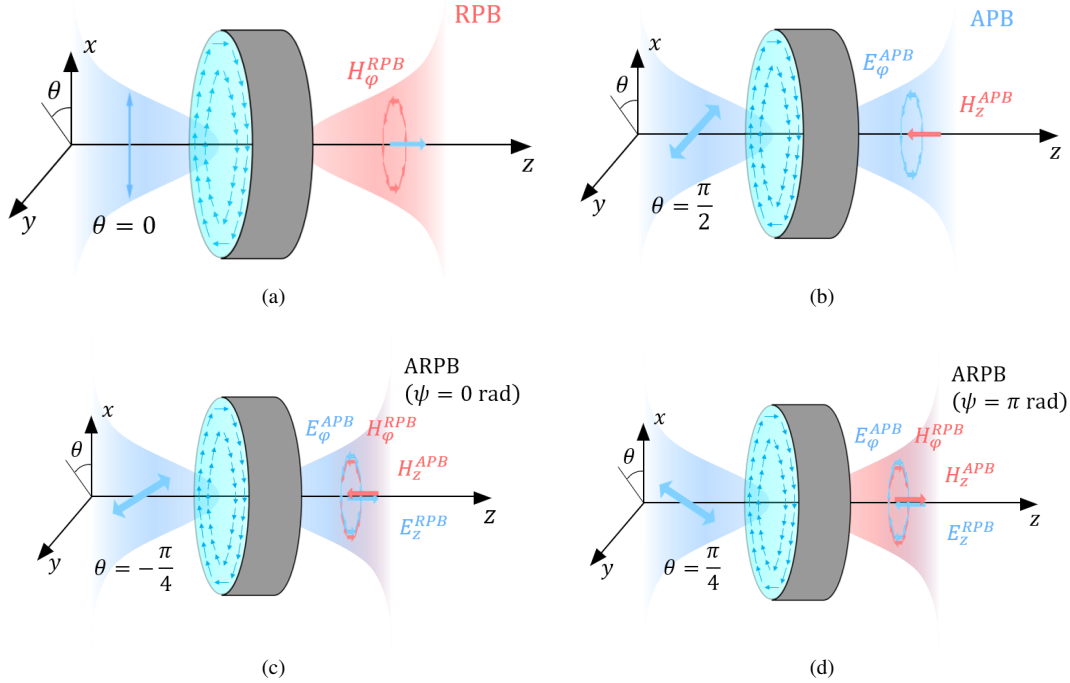 RPB
x
H_φ^{RPB}
θ
z
y
θ = 0
(a)
APB
x
E_φ^{APB}
θ
H_z^{APB}
z
y
θ = π/2
(b)
ARPB
(ψ = 0 rad)
x
E_φ^{APB} H_φ^{RPB}
θ
H_z^{APB}
z
E_z^{RPB}
y
θ = −π/4
(c)
ARPB
(ψ = π rad)
x
E_φ^{APB} H_φ^{RPB}
θ
H_z^{APB}
z
E_z^{RPB}
y
θ = π/4
(d)